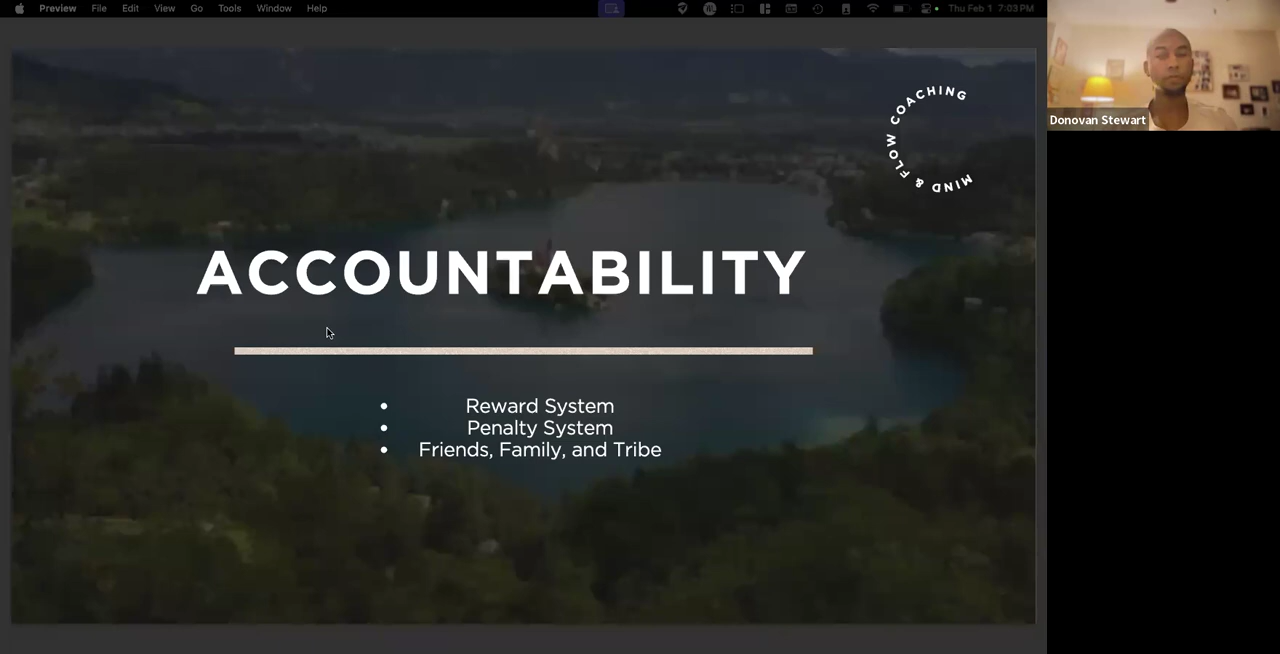 Preview File Edit View Go Tools Window Help
Thu Feb 1 7:03 PM
Donovan Stewart
MIND & FLOW COACHING
ACCOUNTABILITY
• Reward System
• Penalty System
• Friends, Family, and Tribe